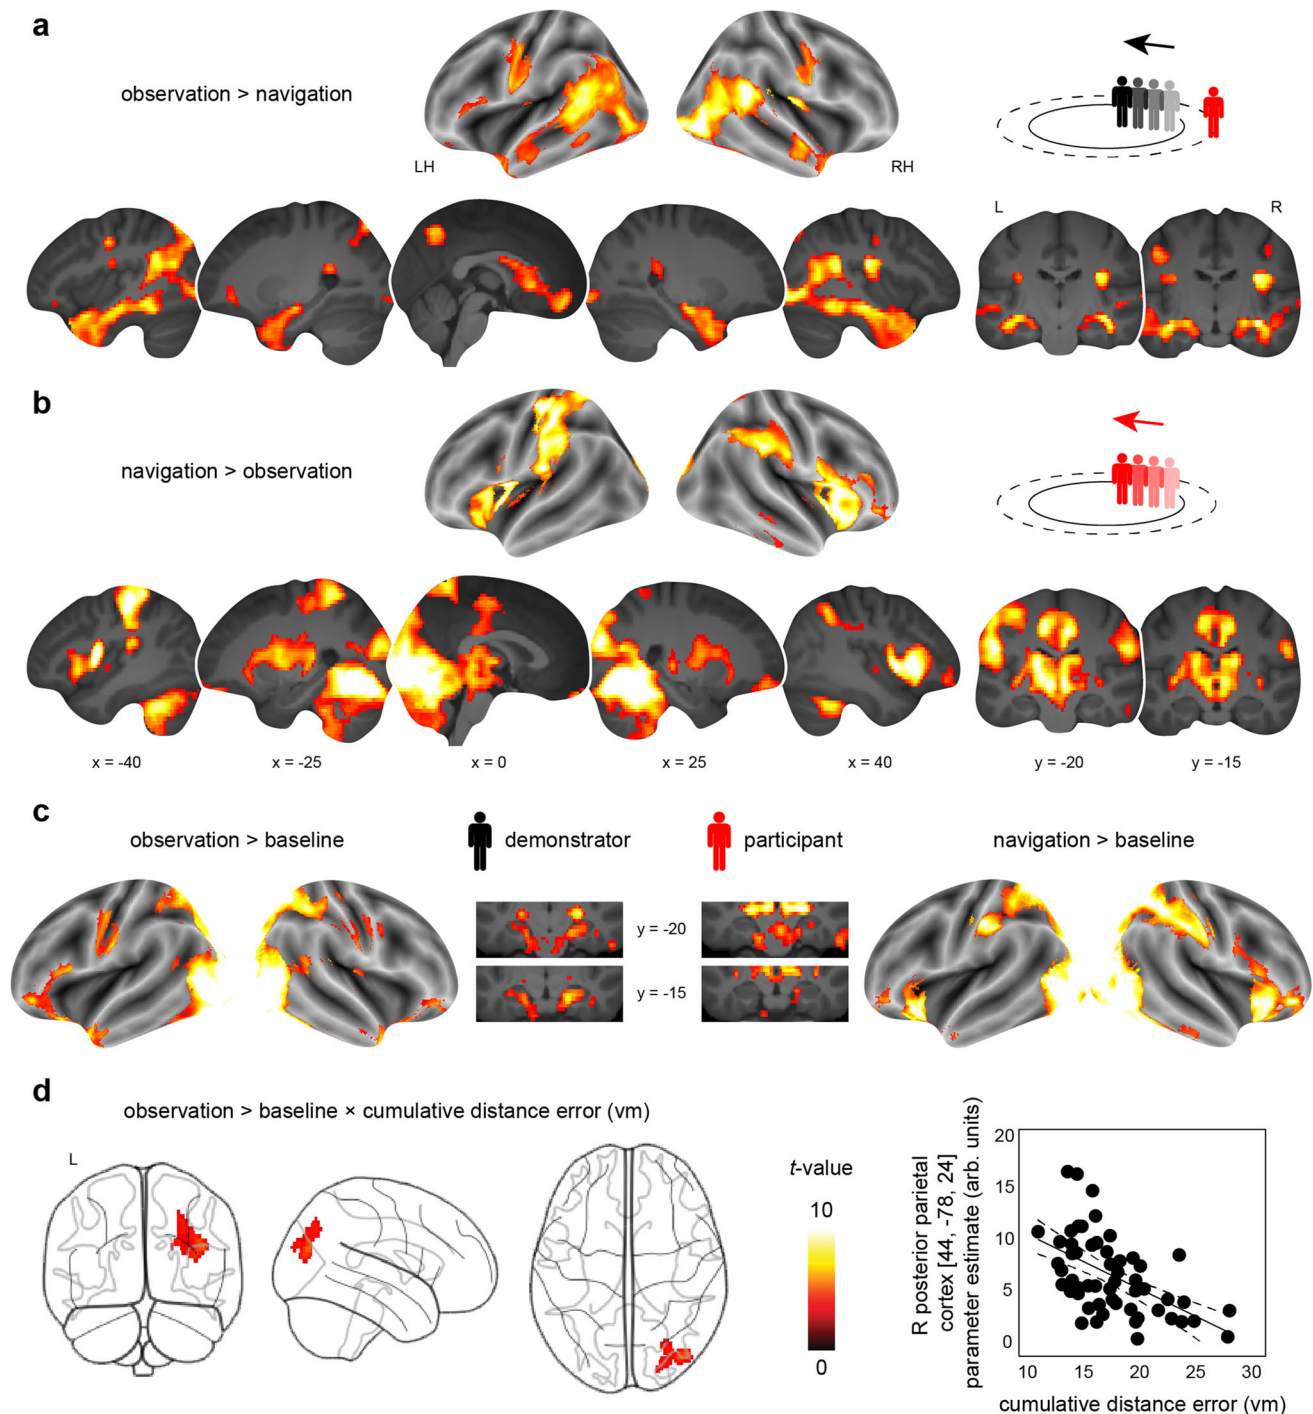 a
observation > navigation
LH
RH
L
R
b
navigation > observation
x = -40
x = -25
x = 0
x = 25
x = 40
y = -20
y = -15
c
observation > baseline
demonstrator
participant
navigation > baseline
y = -20
y = -15
d
observation > baseline × cumulative distance error (vm)
L
t-value
10
0
R posterior parietal
cortex [44, -78, 24]
parameter estimate (arb. units)
20
15
10
5
0
10
15
20
25
30
cumulative distance error (vm)